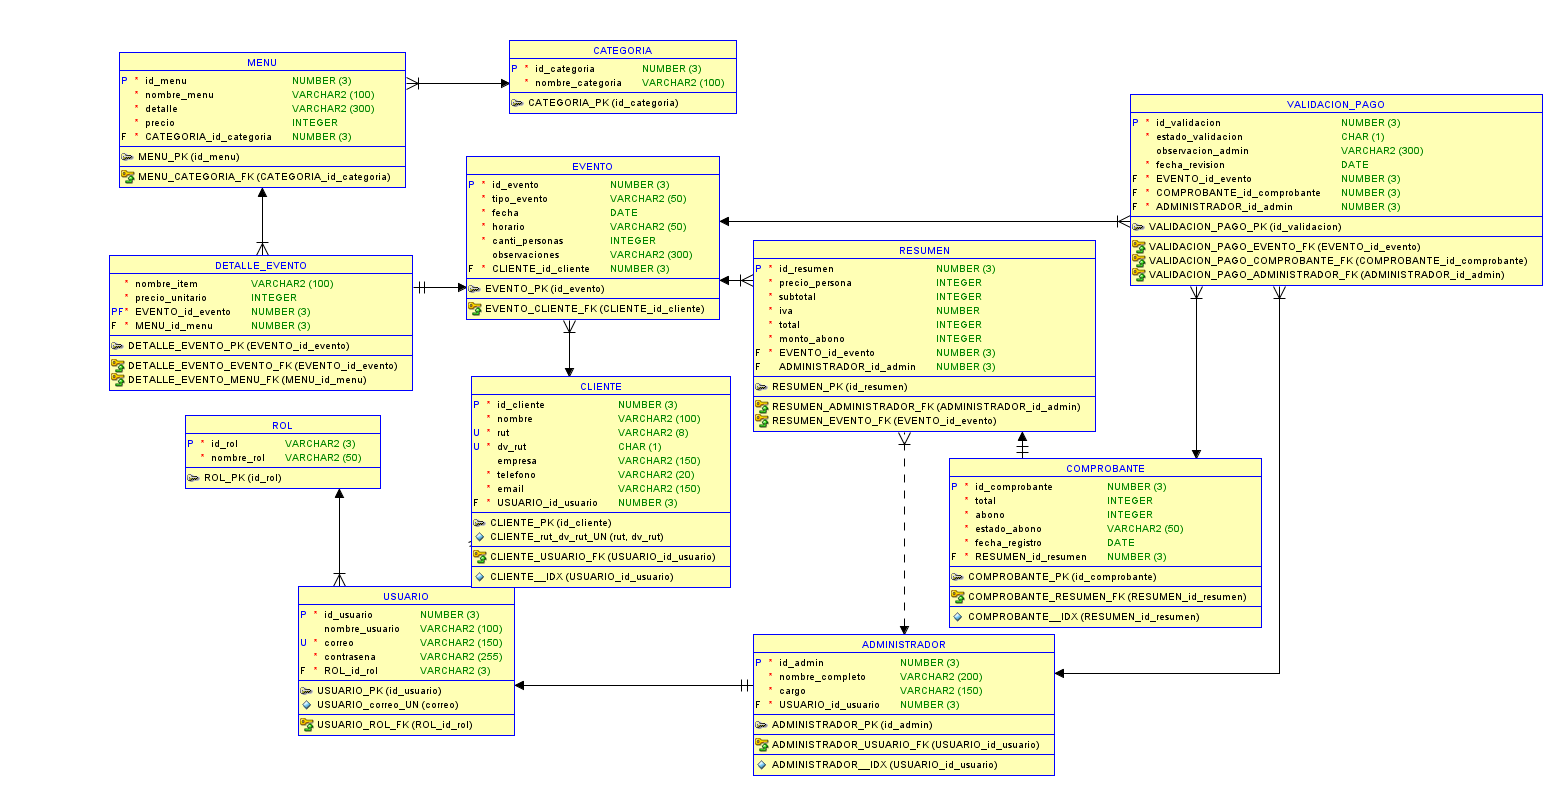 MENU
P * id_menu NUMBER (3)
* nombre_menu VARCHAR2 (100)
* detalle VARCHAR2 (300)
* precio INTEGER
F * CATEGORIA_id_categoria NUMBER (3)
MENU_PK (id_menu)
MENU_CATEGORIA_FK (CATEGORIA_id_categoria)
CATEGORIA
P * id_categoria NUMBER (3)
* nombre_categoria VARCHAR2 (100)
CATEGORIA_PK (id_categoria)
VALIDACION_PAGO
P * id_validacion NUMBER (3)
* estado_validacion CHAR (1)
observacion_admin VARCHAR2 (300)
* fecha_revision DATE
F * EVENTO_id_evento NUMBER (3)
F * COMPROBANTE_id_comprobante NUMBER (3)
F * ADMINISTRADOR_id_admin NUMBER (3)
VALIDACION_PAGO_PK (id_validacion)
VALIDACION_PAGO_EVENTO_FK (EVENTO_id_evento)
VALIDACION_PAGO_COMPROBANTE_FK (COMPROBANTE_id_comprobante)
VALIDACION_PAGO_ADMINISTRADOR_FK (ADMINISTRADOR_id_admin)
EVENTO
P * id_evento NUMBER (3)
* tipo_evento VARCHAR2 (50)
* fecha DATE
* horario VARCHAR2 (50)
* canti_personas INTEGER
observaciones VARCHAR2 (300)
F * CLIENTE_id_cliente NUMBER (3)
EVENTO_PK (id_evento)
EVENTO_CLIENTE_FK (CLIENTE_id_cliente)
RESUMEN
P * id_resumen NUMBER (3)
* precio_persona INTEGER
* subtotal INTEGER
* iva NUMBER
* total INTEGER
* monto_abono INTEGER
F * EVENTO_id_evento NUMBER (3)
F ADMINISTRADOR_id_admin NUMBER (3)
RESUMEN_PK (id_resumen)
RESUMEN_ADMINISTRADOR_FK (ADMINISTRADOR_id_admin)
RESUMEN_EVENTO_FK (EVENTO_id_evento)
DETALLE_EVENTO
* nombre_item VARCHAR2 (100)
* precio_unitario INTEGER
PF* EVENTO_id_evento NUMBER (3)
F * MENU_id_menu NUMBER (3)
DETALLE_EVENTO_PK (EVENTO_id_evento)
DETALLE_EVENTO_EVENTO_FK (EVENTO_id_evento)
DETALLE_EVENTO_MENU_FK (MENU_id_menu)
CLIENTE
P * id_cliente NUMBER (3)
* nombre VARCHAR2 (100)
U * rut VARCHAR2 (8)
U * dv_rut CHAR (1)
empresa VARCHAR2 (150)
* telefono VARCHAR2 (20)
* email VARCHAR2 (150)
F * USUARIO_id_usuario NUMBER (3)
CLIENTE_PK (id_cliente)
CLIENTE_rut_dv_rut_UN (rut, dv_rut)
CLIENTE_USUARIO_FK (USUARIO_id_usuario)
CLIENTE__IDX (USUARIO_id_usuario)
ROL
P * id_rol VARCHAR2 (3)
* nombre_rol VARCHAR2 (50)
ROL_PK (id_rol)
COMPROBANTE
P * id_comprobante NUMBER (3)
* total INTEGER
* abono INTEGER
* estado_abono VARCHAR2 (50)
* fecha_registro DATE
F * RESUMEN_id_resumen NUMBER (3)
COMPROBANTE_PK (id_comprobante)
COMPROBANTE_RESUMEN_FK (RESUMEN_id_resumen)
COMPROBANTE__IDX (RESUMEN_id_resumen)
USUARIO
P * id_usuario NUMBER (3)
nombre_usuario VARCHAR2 (100)
U * correo VARCHAR2 (150)
* contrasena VARCHAR2 (255)
F * ROL_id_rol VARCHAR2 (3)
USUARIO_PK (id_usuario)
USUARIO_correo_UN (correo)
USUARIO_ROL_FK (ROL_id_rol)
ADMINISTRADOR
P * id_admin NUMBER (3)
* nombre_completo VARCHAR2 (200)
* cargo VARCHAR2 (150)
F * USUARIO_id_usuario NUMBER (3)
ADMINISTRADOR_PK (id_admin)
ADMINISTRADOR_USUARIO_FK (USUARIO_id_usuario)
ADMINISTRADOR__IDX (USUARIO_id_usuario)